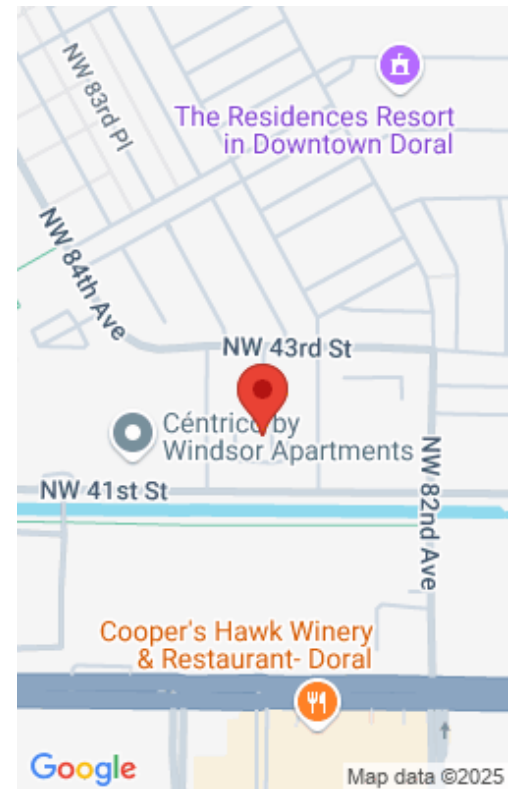 NW 83rd Pl
The Residences Resort
in Downtown Doral
NW 84th Ave
NW 43rd St
Céntrico by
Windsor Apartments
NW 41st St
NW 82nd Ave
Cooper's Hawk Winery
& Restaurant- Doral
Google
Map data ©2025